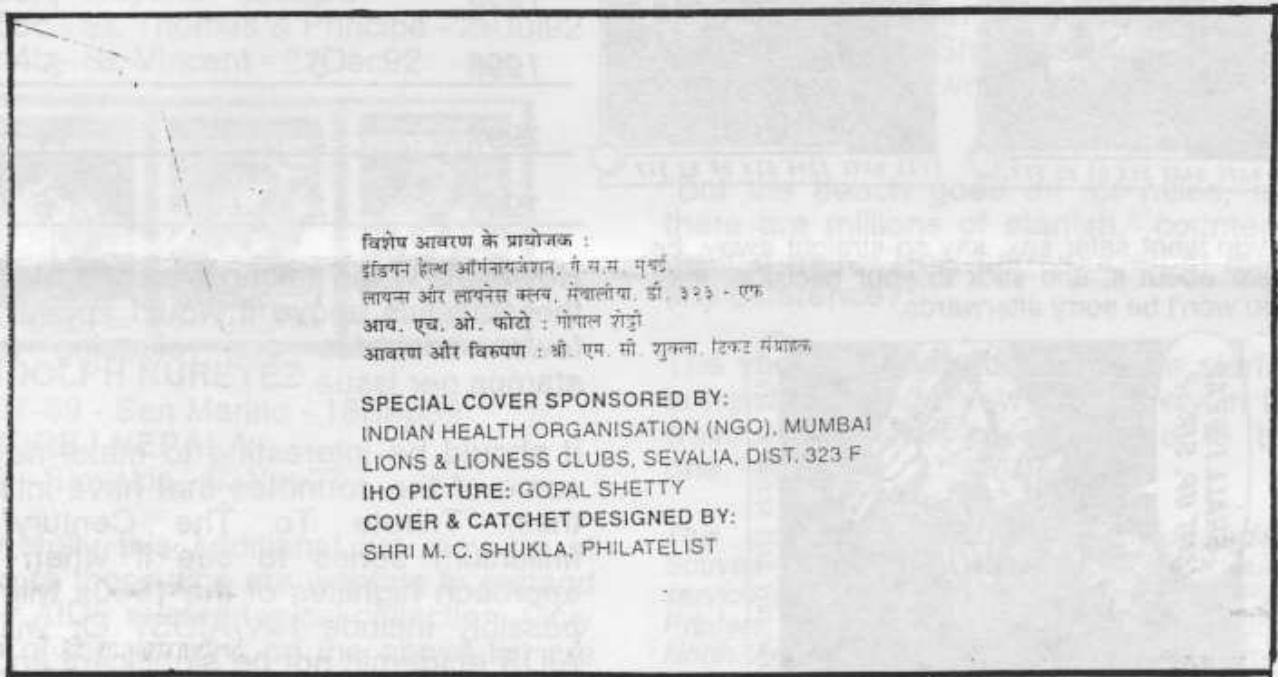 विशेष आवरण के प्रायोजक :
इंडियन हेल्थ ऑर्गनायजेशन, मुंबई
लायन्स और लायनेस क्लब, सेवालीया, डी. ३२३ - एफ
आय. एच. ओ. फोटो : गोपाल शेट्टी
आवरण और विरुपण : श्री. एम. सी. शुक्ला, टिकट संग्राहक
SPECIAL COVER SPONSORED BY:
INDIAN HEALTH ORGANISATION (NGO), MUMBAI
LIONS & LIONESS CLUBS, SEVALIA, DIST. 323 F
IHO PICTURE: GOPAL SHETTY
COVER & CATCHET DESIGNED BY:
SHRI M. C. SHUKLA, PHILATELIST